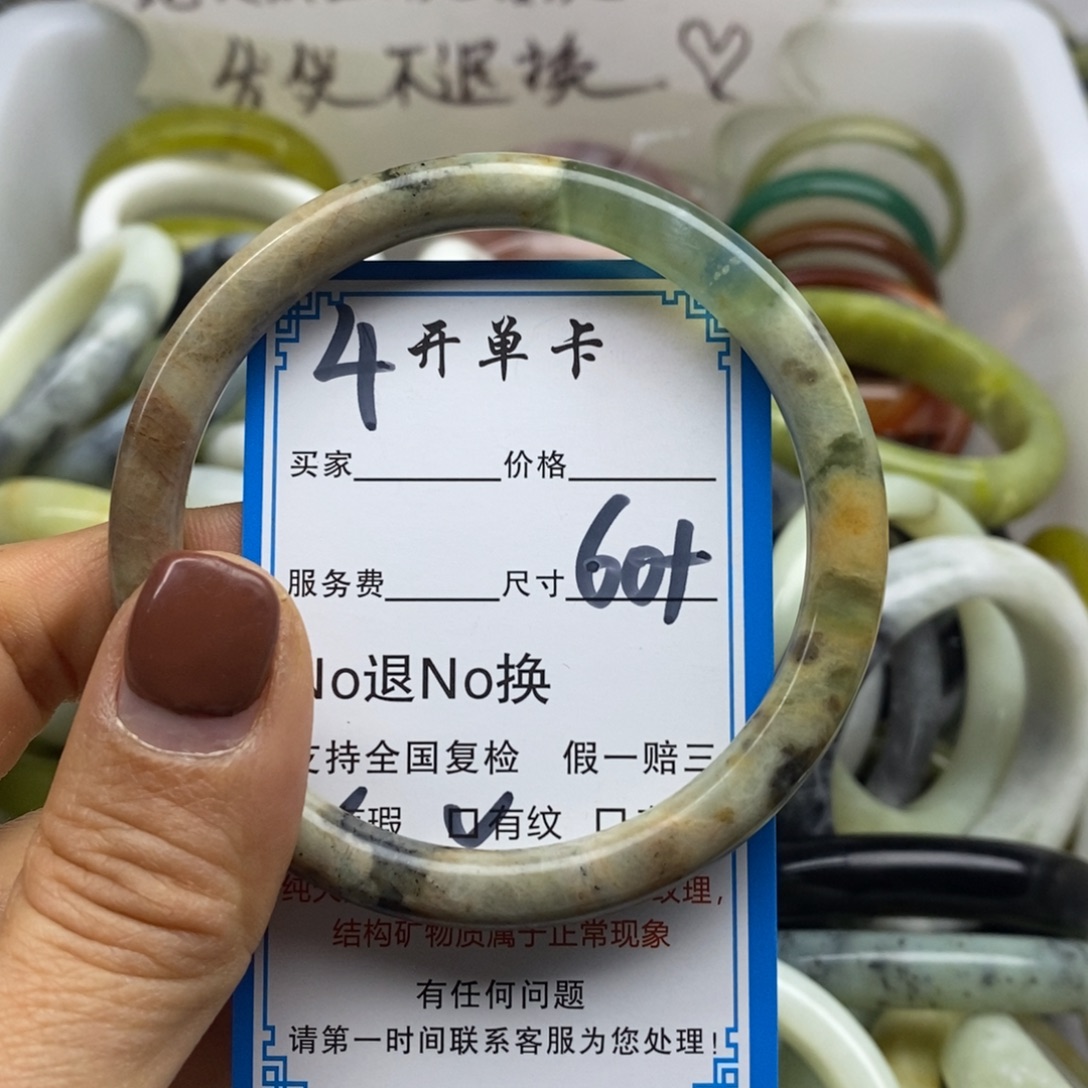 不退换
4 开单卡
买家 价格
服务费 尺寸 60+
No退No换
支持全国复检 假一赔三
瑕 有纹
纹理,
结构矿物质属于正常现象
有任何问题
请第一时间联系客服为您处理!